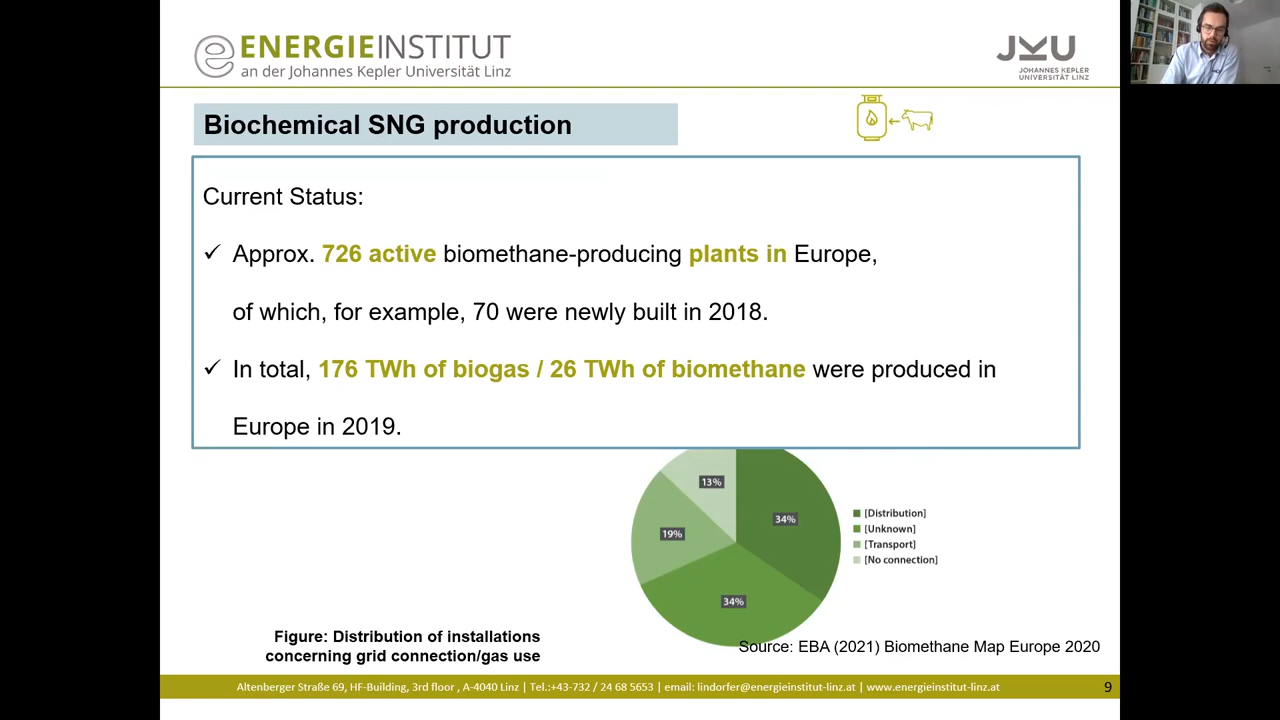 ENERGIEINSTITUT
an der Johannes Kepler Universität Linz
JKU
JOHANNES KEPLER
UNIVERSITÄT LINZ
Biochemical SNG production
Current Status:
✓ Approx. 726 active biomethane-producing plants in Europe,
of which, for example, 70 were newly built in 2018.
✓ In total, 176 TWh of biogas / 26 TWh of biomethane were produced in
Europe in 2019.
13%
34%
19%
34%
[Distribution]
[Unknown]
[Transport]
[No connection]
Figure: Distribution of installations
concerning grid connection/gas use
Source: EBA (2021) Biomethane Map Europe 2020
Altenberger Straße 69, HF-Building, 3rd floor , A-4040 Linz | Tel.:+43-732 / 24 68 5653 | email: lindorfer@energieinstitut-linz.at | www.energieinstitut-linz.at
9